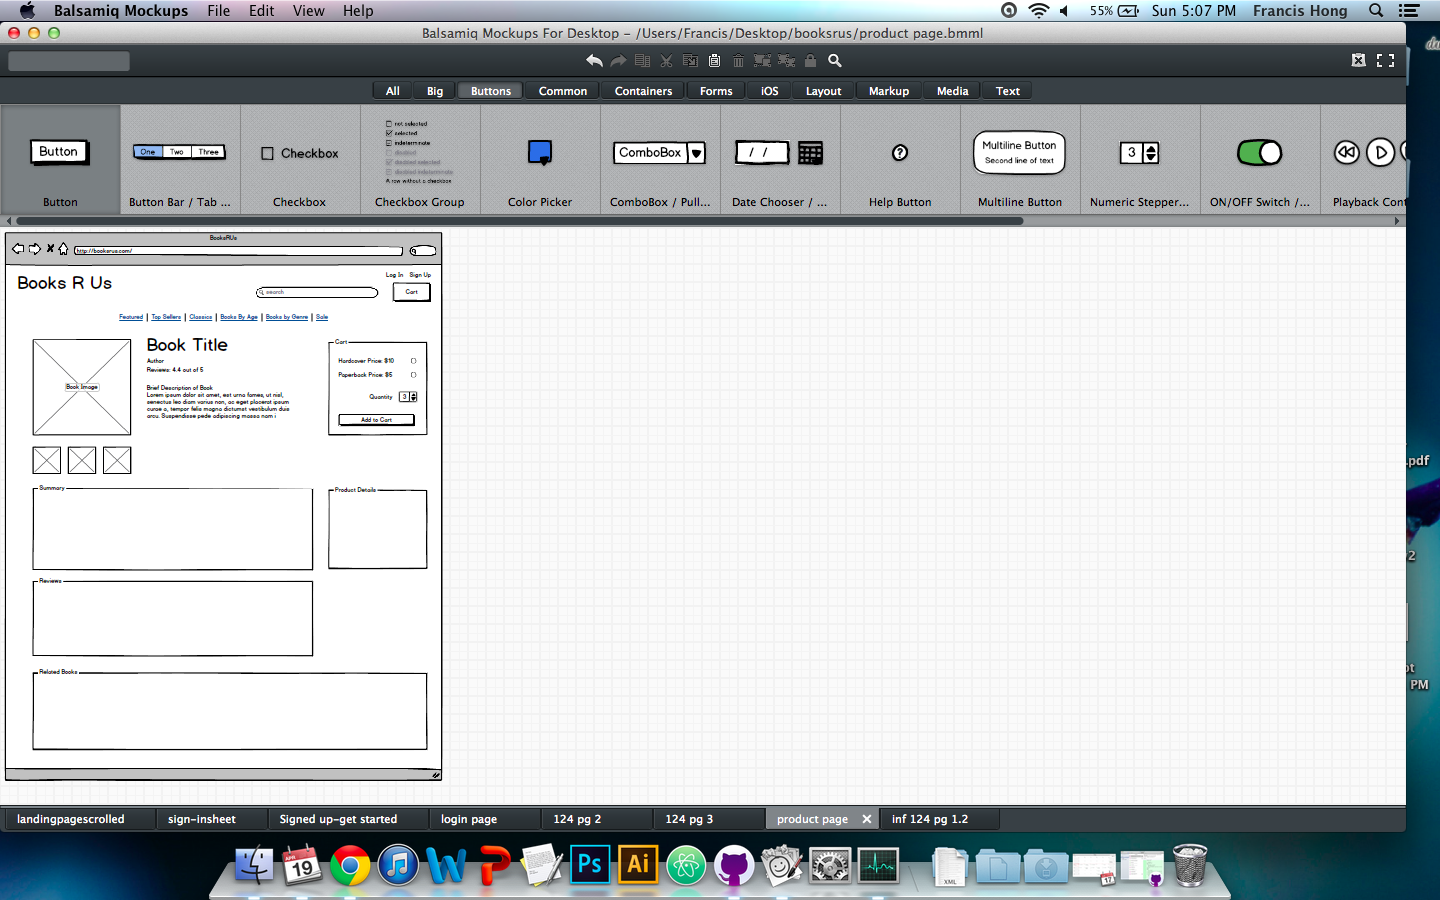 Balsamiq Mockups File Edit View Help 55% Sun 5:07 PM Francis Hong
Balsamiq Mockups For Desktop – /Users/Francis/Desktop/booksrus/product page.bmml
All Big Buttons Common Containers Forms iOS Layout Markup Media Text
Button
One Two Three
Checkbox
not selected
selected
indeterminate
disabled
disabled selected
disabled indeterminate
A row without a checkbox
ComboBox
/ /
?
Multiline Button
Second line of text
3
Button Button Bar / Tab ... Checkbox Checkbox Group Color Picker ComboBox / Pull... Date Chooser / ... Help Button Multiline Button Numeric Stepper... ON/OFF Switch /... Playback Cont
BooksRUs
http://booksrus.com/
Log In Sign Up
Books R Us
search
Cart
Featured | Top Sellers | Classics | Books By Age | Books by Genre | Sale
Book Image
Book Title
Author
Reviews: 4.4 out of 5
Brief Description of Book
Lorem ipsum dolor sit amet, est urna fames, ut nisl,
senectus leo diam varius non, ac eget placerat ipsum
curae a, tempor felis magna dictumst vestibulum duis
arcu. Suspendisse pede adipiscing massa nam i
Cart
Hardcover Price: $10
Paperback Price: $5
Quantity 3
Add to Cart
Summary
Product Details
Reviews
Related Books
.pdf
2
PM
landingpagescrolled sign-insheet Signed up-get started login page 124 pg 2 124 pg 3 product page inf 124 pg 1.2
APR
19
Ps
Ai
XML
17